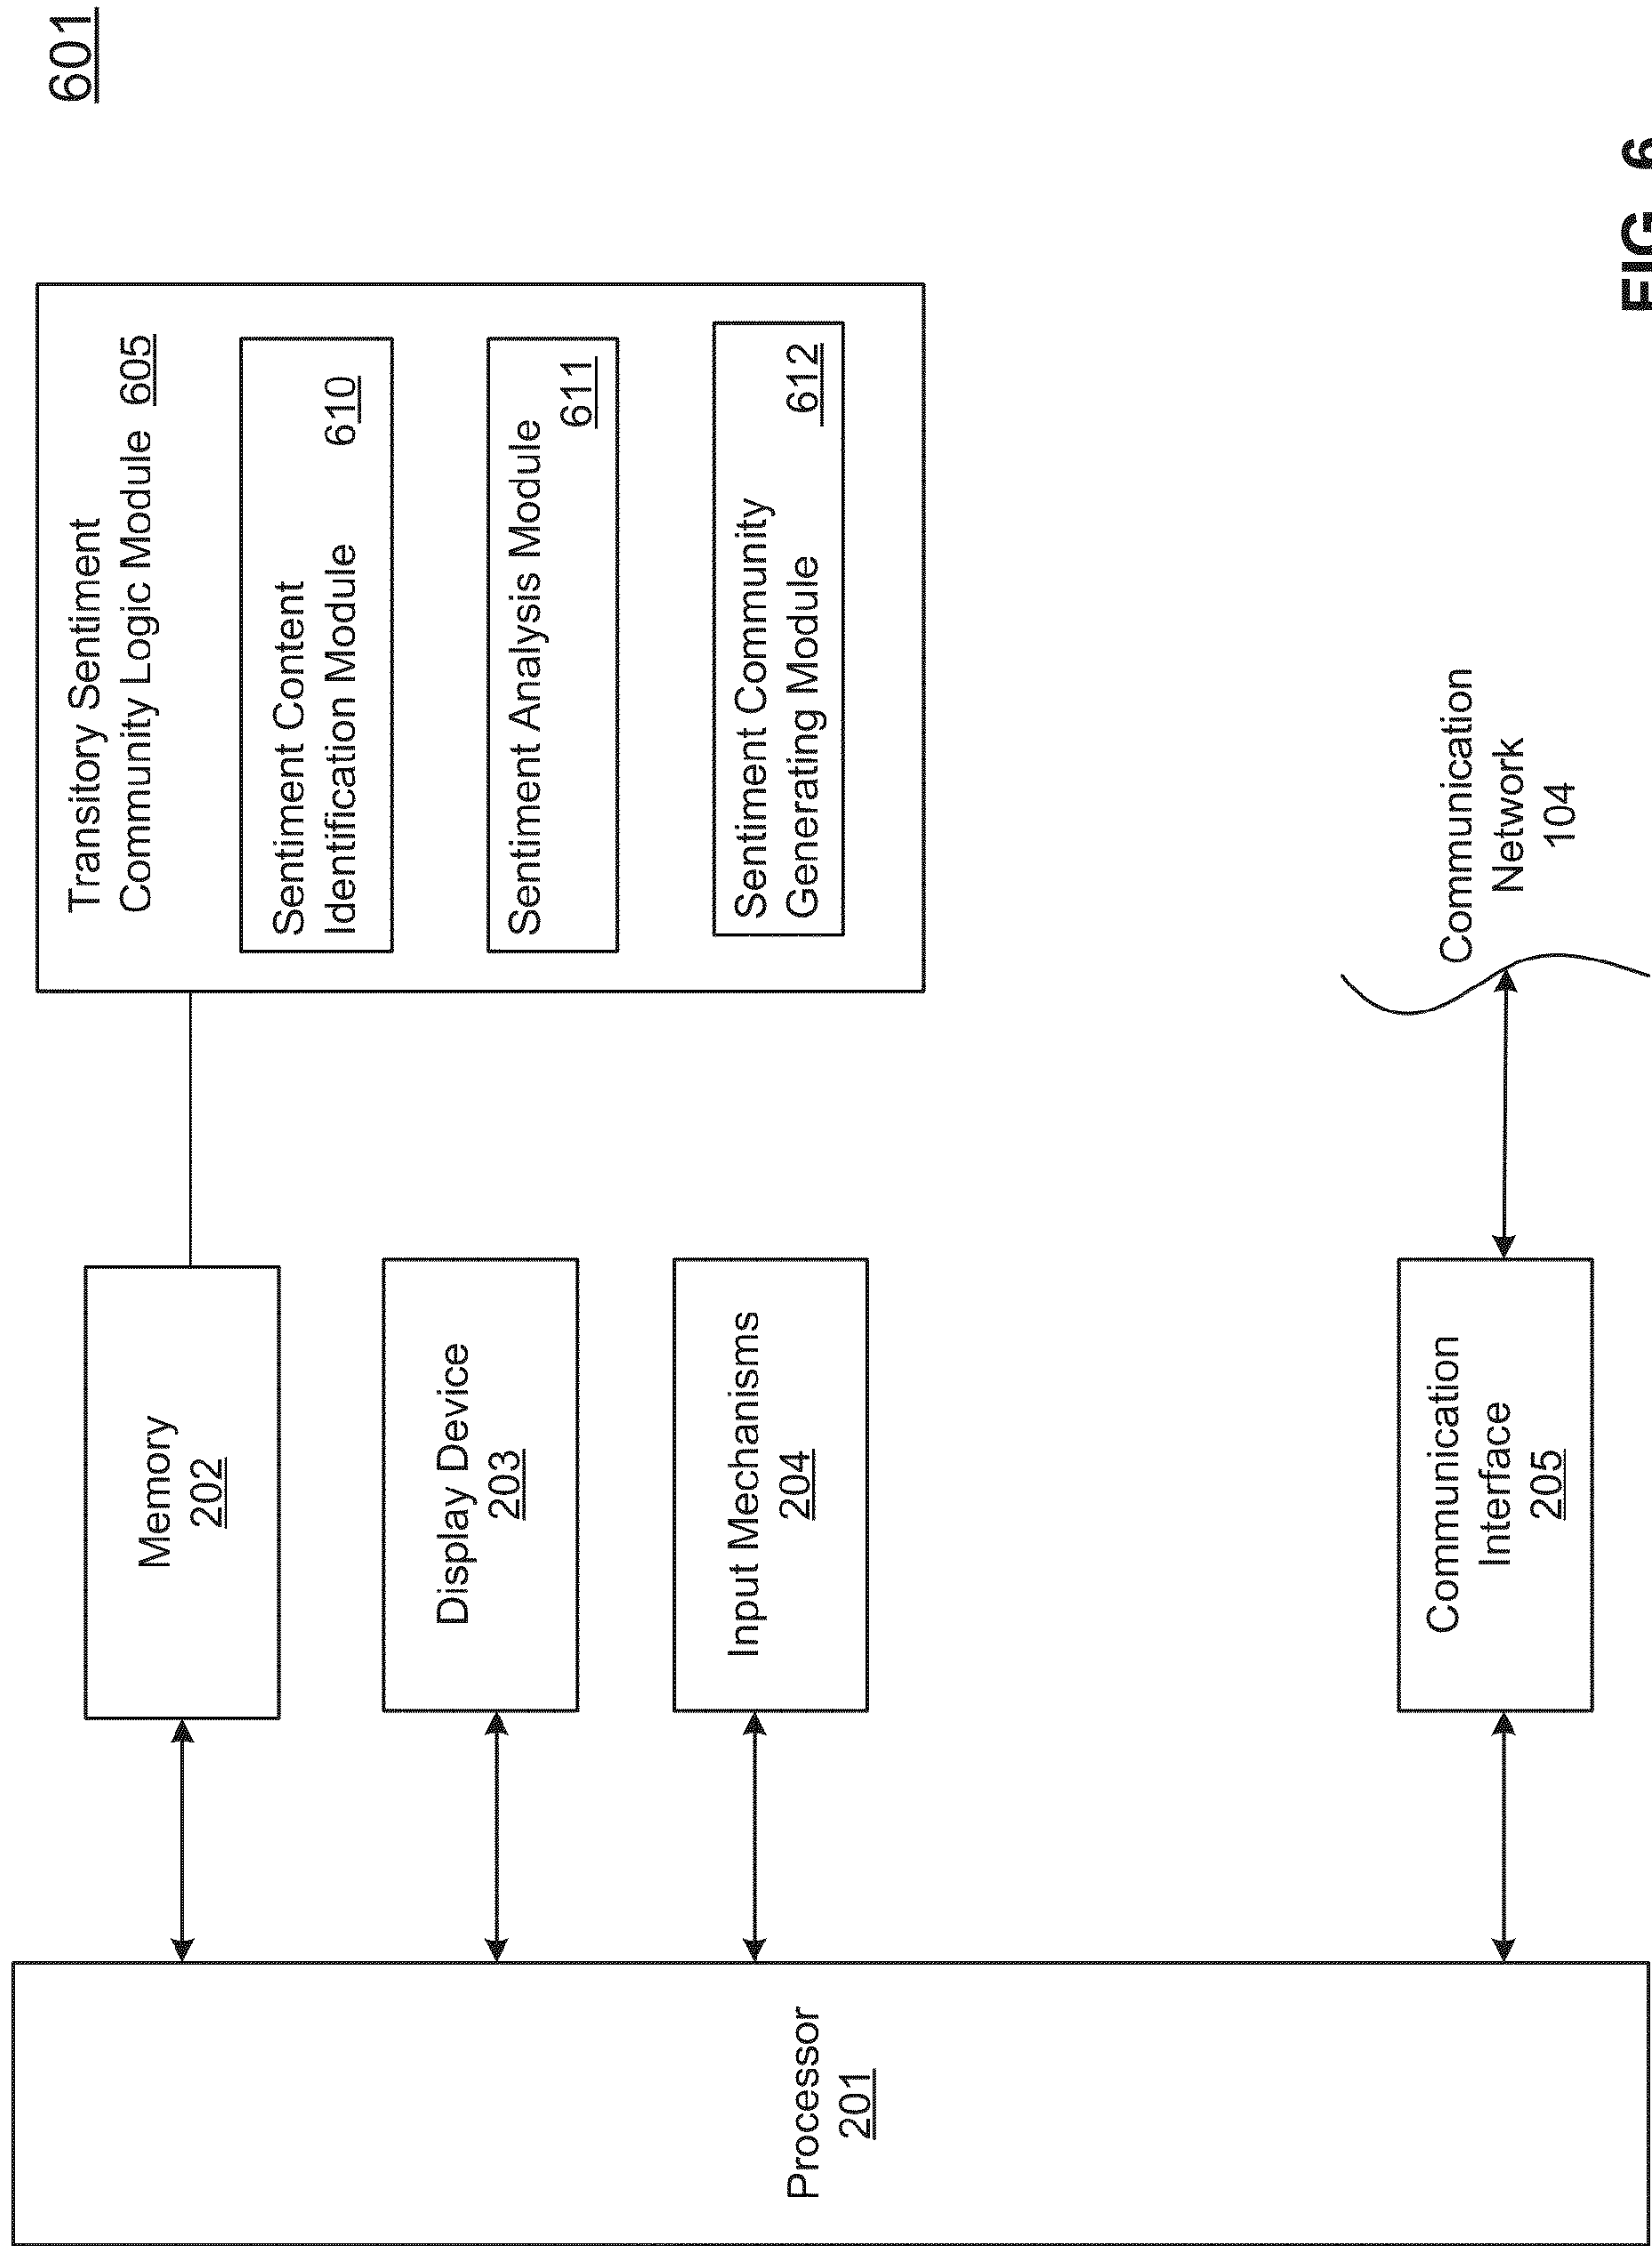 601
Transitory Sentiment
Community Logic Module 605
Sentiment Content
Identification Module 610
Sentiment Analysis Module
611
Sentiment Community
Generating Module 612
Memory
202
Display Device
203
Input Mechanisms
204
Communication
Interface
205
Communication
Network
104
Processor
201
FIG. 6